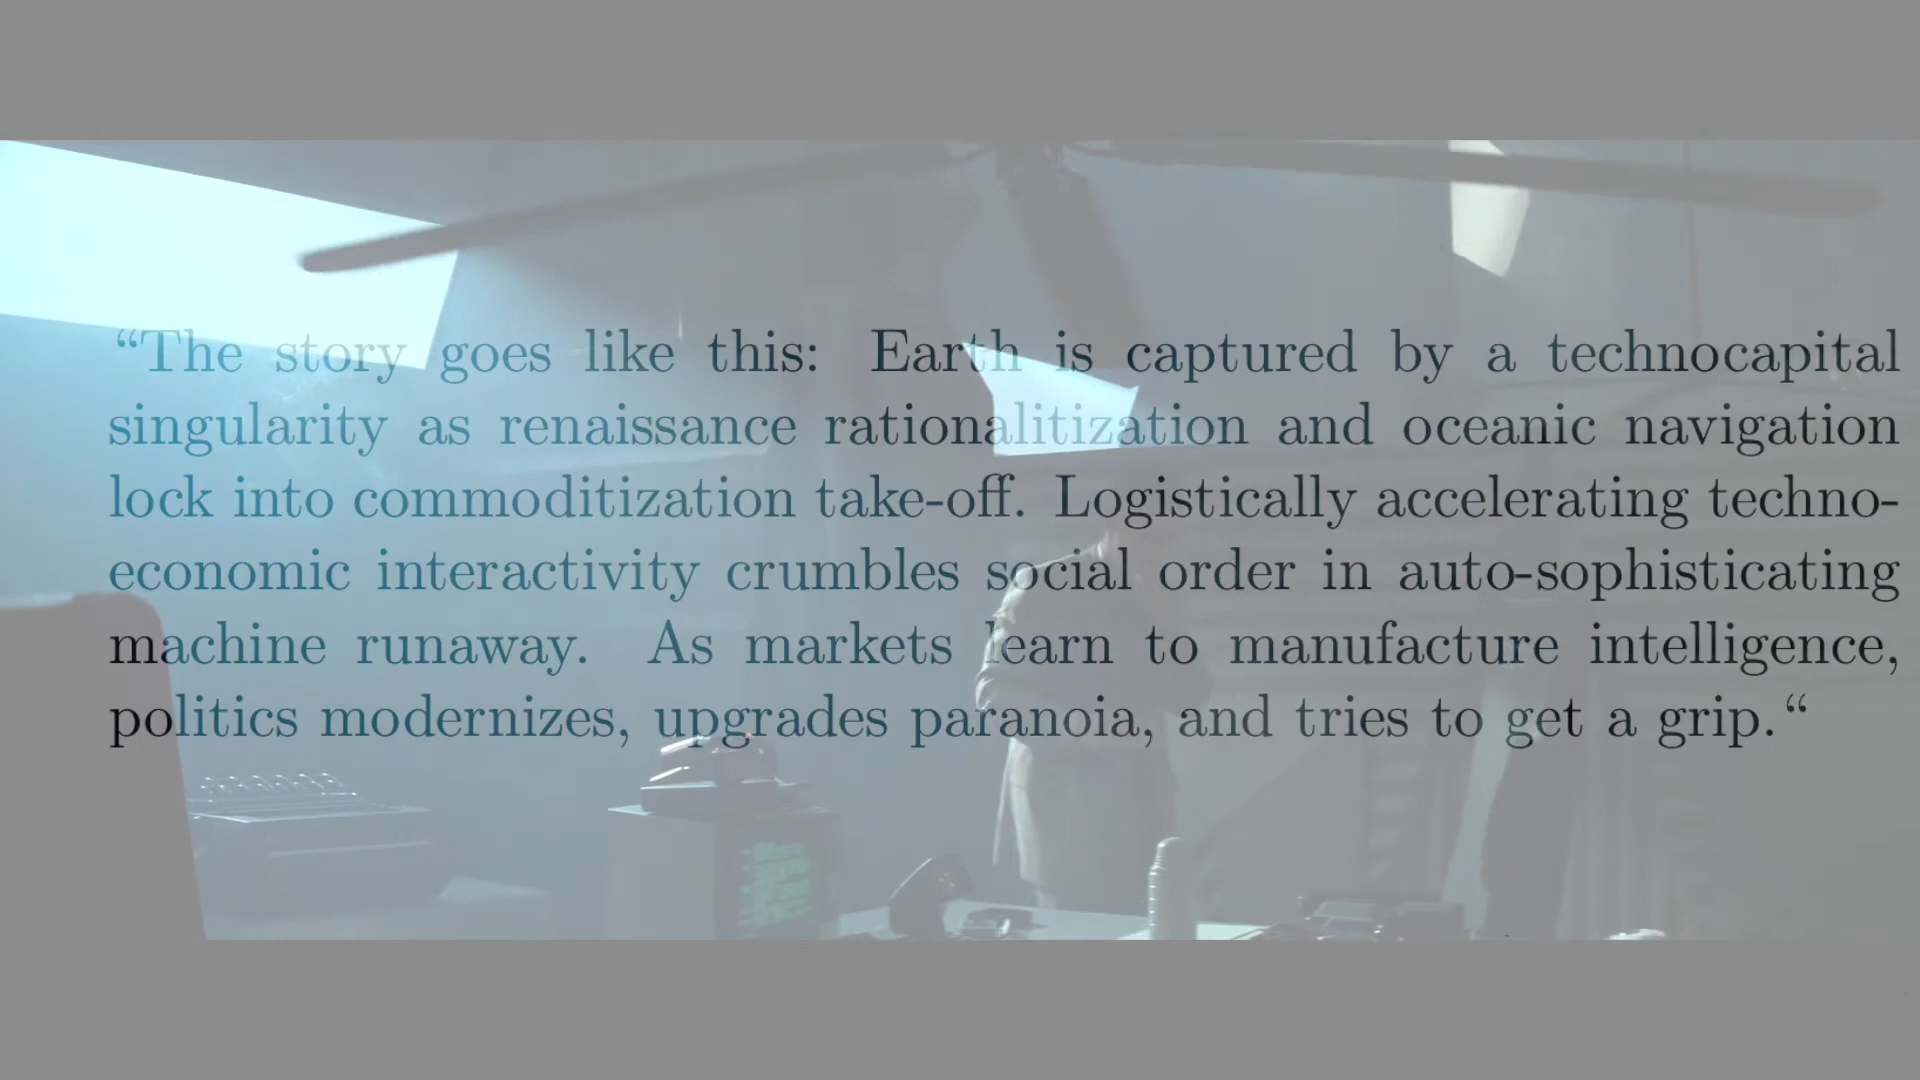 “The story goes like this: Earth is captured by a technocapital
singularity as renaissance rationalitization and oceanic navigation
lock into commoditization take-off. Logistically accelerating techno-
economic interactivity crumbles social order in auto-sophisticating
machine runaway. As markets learn to manufacture intelligence,
politics modernizes, upgrades paranoia, and tries to get a grip.“